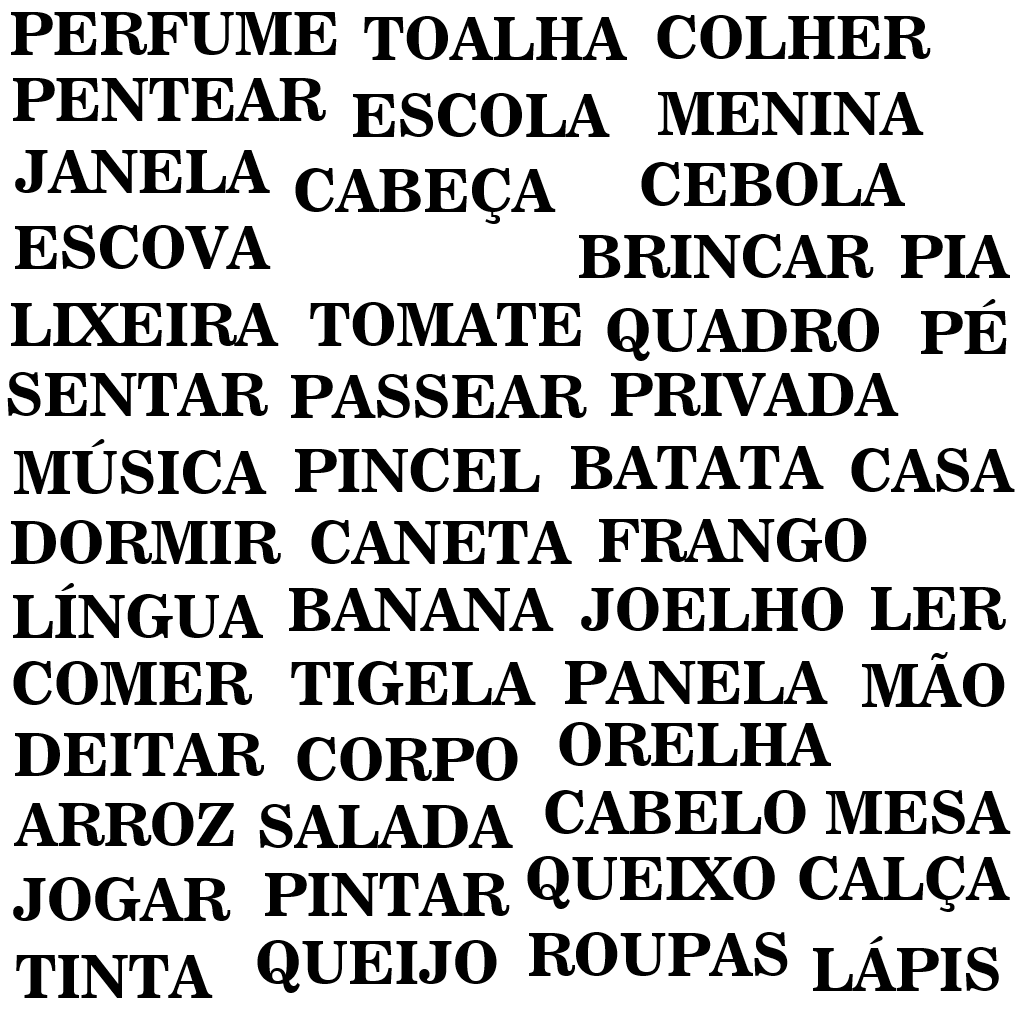 PERFUME TOALHA COLHER
PENTEAR ESCOLA MENINA
JANELA CABEÇA CEBOLA
ESCOVA BRINCAR PIA
LIXEIRA TOMATE QUADRO PÉ
SENTAR PASSEAR PRIVADA
MÚSICA PINCEL BATATA CASA
DORMIR CANETA FRANGO
LÍNGUA BANANA JOELHO LER
COMER TIGELA PANELA MÃO
DEITAR CORPO ORELHA
ARROZ SALADA CABELO MESA
JOGAR PINTAR QUEIXO CALÇA
TINTA QUEIJO ROUPAS LÁPIS